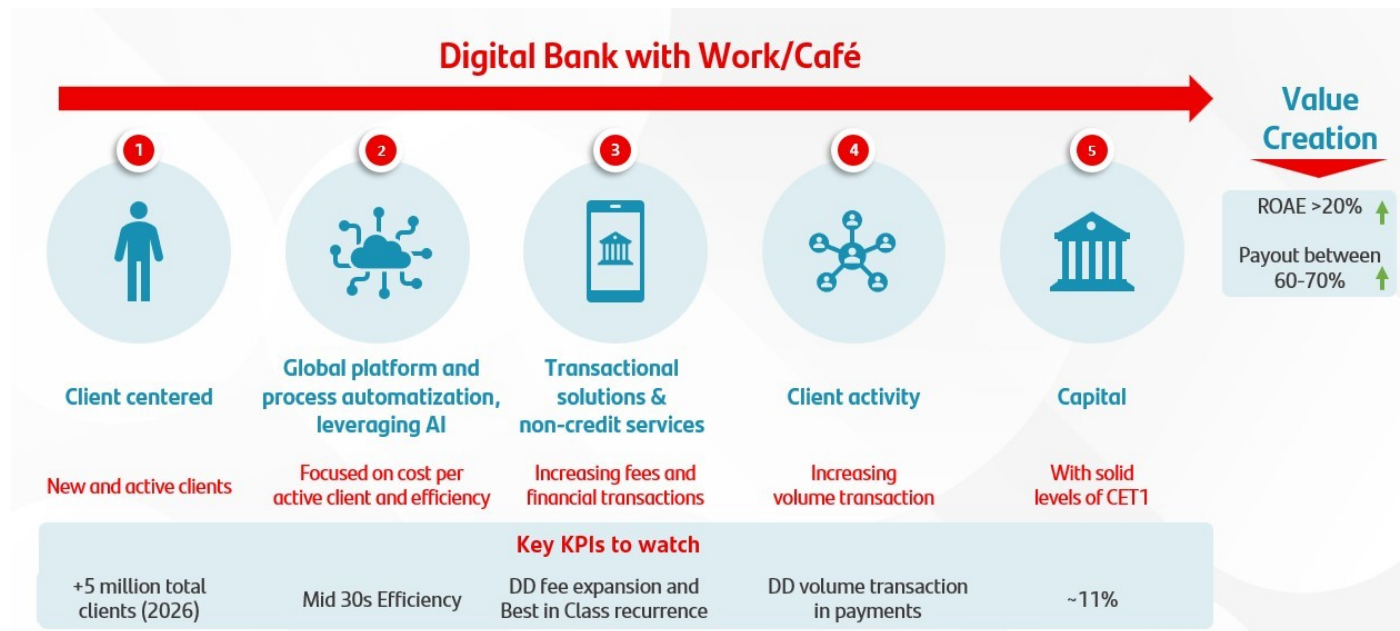 Digital Bank with Work/Café
Value
Creation
1
2
3
4
5
ROAE >20%
Payout between
60-70%
Client centered
Global platform and
process automatization,
leveraging AI
Transactional
solutions &
non-credit services
Client activity
Capital
New and active clients
Focused on cost per
active client and efficiency
Increasing fees and
financial transactions
Increasing
volume transaction
With solid
levels of CET1
Key KPIs to watch
+5 million total
clients (2026)
Mid 30s Efficiency
DD fee expansion and
Best in Class recurrence
DD volume transaction
in payments
~11%